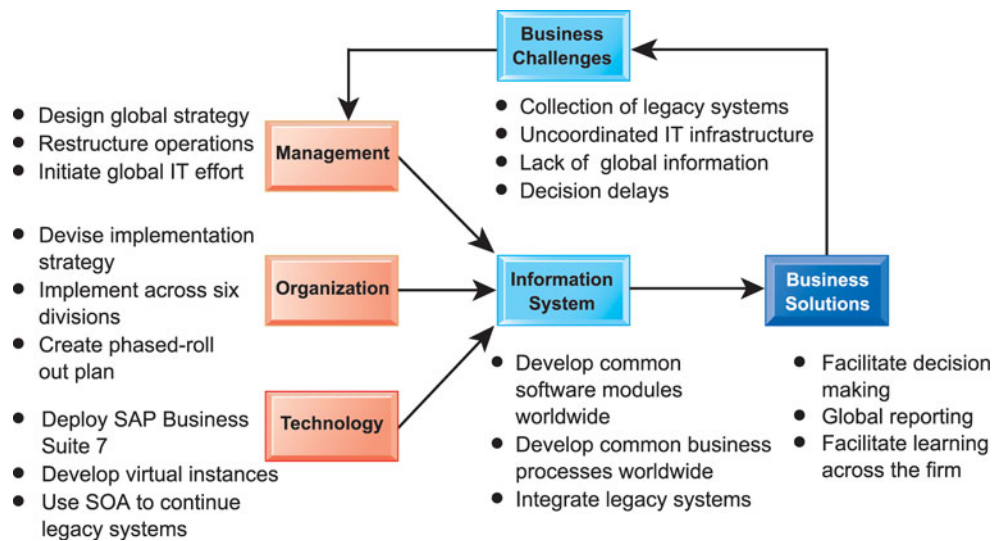 Business
Challenges
● Collection of legacy systems
● Uncoordinated IT infrastructure
● Lack of global information
● Decision delays
● Design global strategy
● Restructure operations
● Initiate global IT effort
Management
● Devise implementation
strategy
● Implement across six
divisions
● Create phased-roll
out plan
Organization
● Deploy SAP Business
Suite 7
● Develop virtual instances
● Use SOA to continue
legacy systems
Technology
Information
System
● Develop common
software modules
worldwide
● Develop common business
processes worldwide
● Integrate legacy systems
Business
Solutions
● Facilitate decision
making
● Global reporting
● Facilitate learning
across the firm